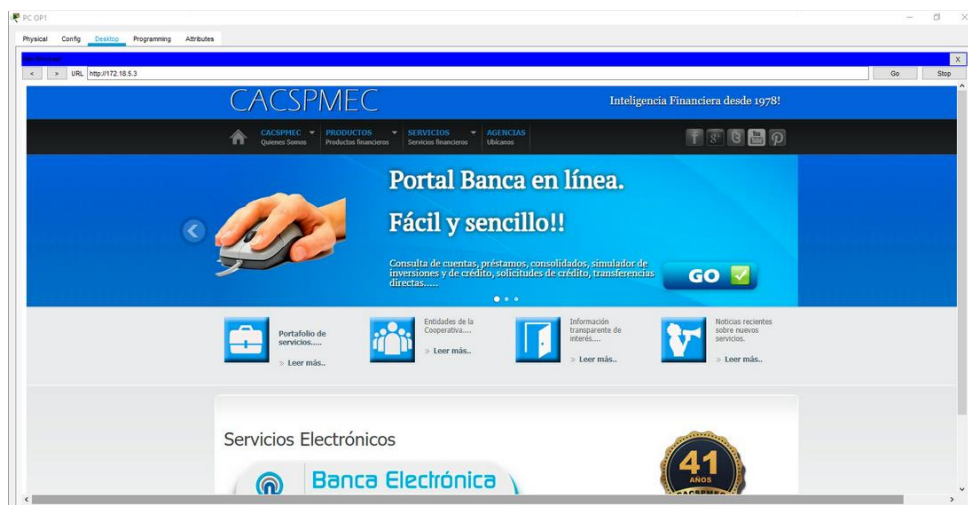 PC OP1
Physical Config Desktop Programming Attributes
X
< > URL http://172.18.5.3 Go Stop
CACSPMEC
Inteligencia Financiera desde 1978!
CACSPMEC
Quienes Somos
PRODUCTOS
Productos financieros
SERVICIOS
Servicios financieros
AGENCIAS
Ubícanos
Portal Banca en línea.
Fácil y sencillo!!
Consulta de cuentas, préstamos, consolidados, simulador de
inversiones y de crédito, solicitudes de crédito, transferencias
directas.....
GO
Portafolio de
servicios.....
» Leer más..
Entidades de la
Cooperativa....
» Leer más..
Información
transparente de
interés....
» Leer más..
Noticias recientes
sobre nuevos
servicios.
» Leer más..
Servicios Electrónicos
Banca Electrónica
41
AÑOS
CACSPMEC